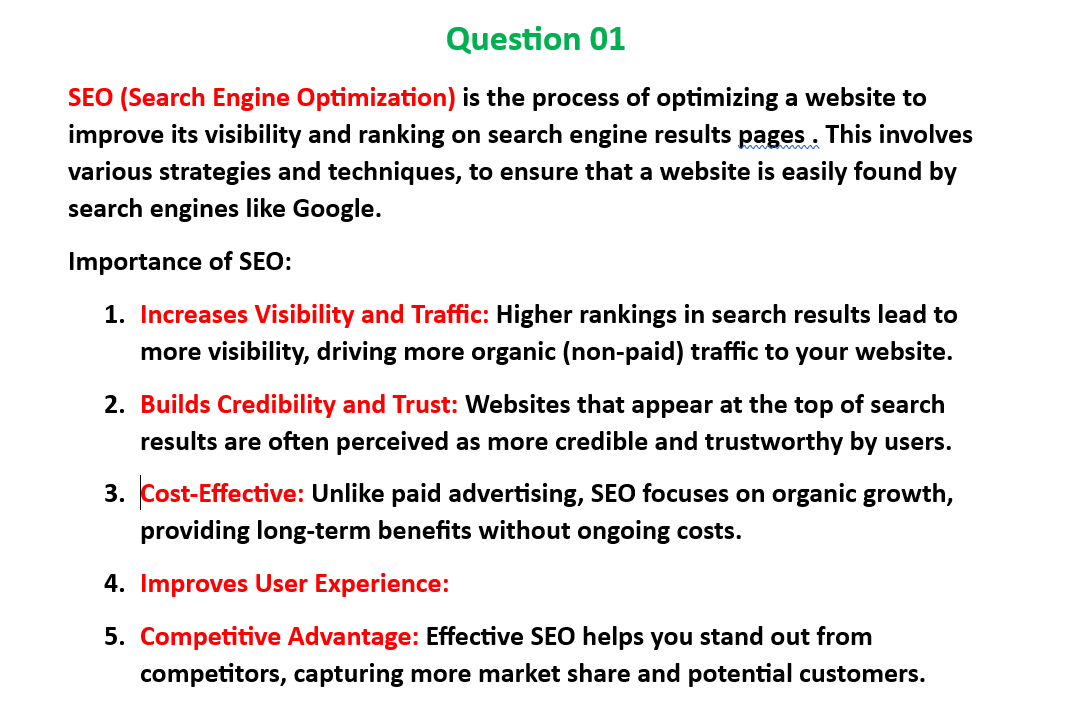 Question 01
SEO (Search Engine Optimization) is the process of optimizing a website to
improve its visibility and ranking on search engine results pages . This involves
various strategies and techniques, to ensure that a website is easily found by
search engines like Google.
Importance of SEO:
1. Increases Visibility and Traffic: Higher rankings in search results lead to
more visibility, driving more organic (non-paid) traffic to your website.
2. Builds Credibility and Trust: Websites that appear at the top of search
results are often perceived as more credible and trustworthy by users.
3. Cost-Effective: Unlike paid advertising, SEO focuses on organic growth,
providing long-term benefits without ongoing costs.
4. Improves User Experience:
5. Competitive Advantage: Effective SEO helps you stand out from
competitors, capturing more market share and potential customers.